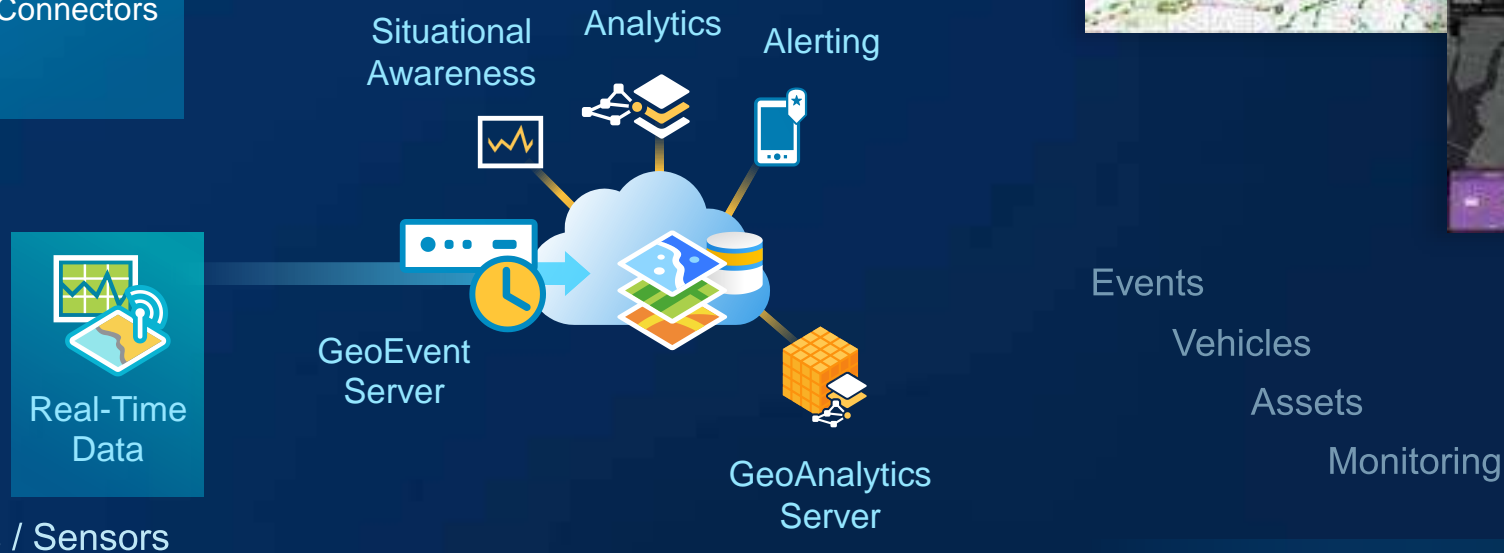 Connectors
Situational
Awareness
Analytics
Alerting
Real-Time
Data
/ Sensors
GeoEvent
Server
GeoAnalytics
Server
Events
Vehicles
Assets
Monitoring